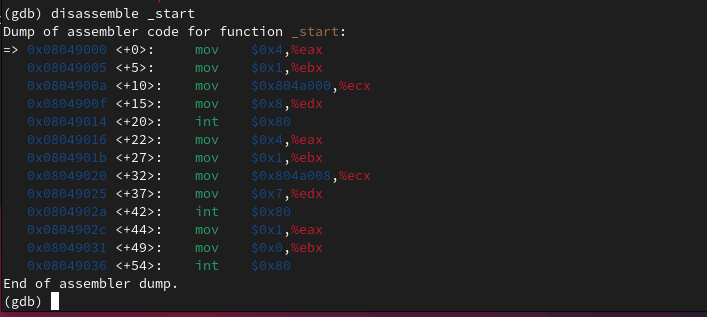 (gdb) disassemble _start
Dump of assembler code for function _start:
=> 0x08049000 <+0>:     mov    $0x4,%eax
   0x08049005 <+5>:     mov    $0x1,%ebx
   0x0804900a <+10>:    mov    $0x804a000,%ecx
   0x0804900f <+15>:    mov    $0x8,%edx
   0x08049014 <+20>:    int    $0x80
   0x08049016 <+22>:    mov    $0x4,%eax
   0x0804901b <+27>:    mov    $0x1,%ebx
   0x08049020 <+32>:    mov    $0x804a008,%ecx
   0x08049025 <+37>:    mov    $0x7,%edx
   0x0804902a <+42>:    int    $0x80
   0x0804902c <+44>:    mov    $0x1,%eax
   0x08049031 <+49>:    mov    $0x0,%ebx
   0x08049036 <+54>:    int    $0x80
End of assembler dump.
(gdb)